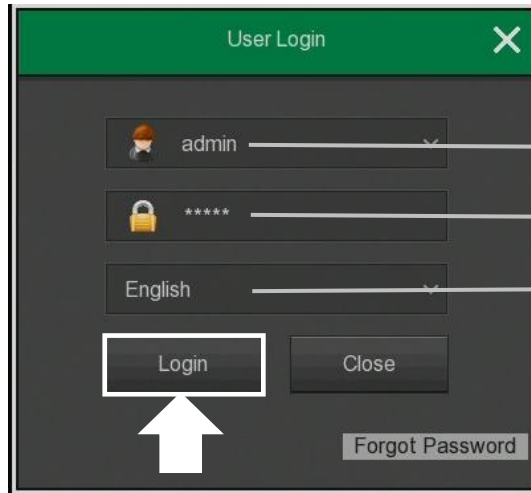 User Login
admin
*****
English
Login Close
Forgot Password